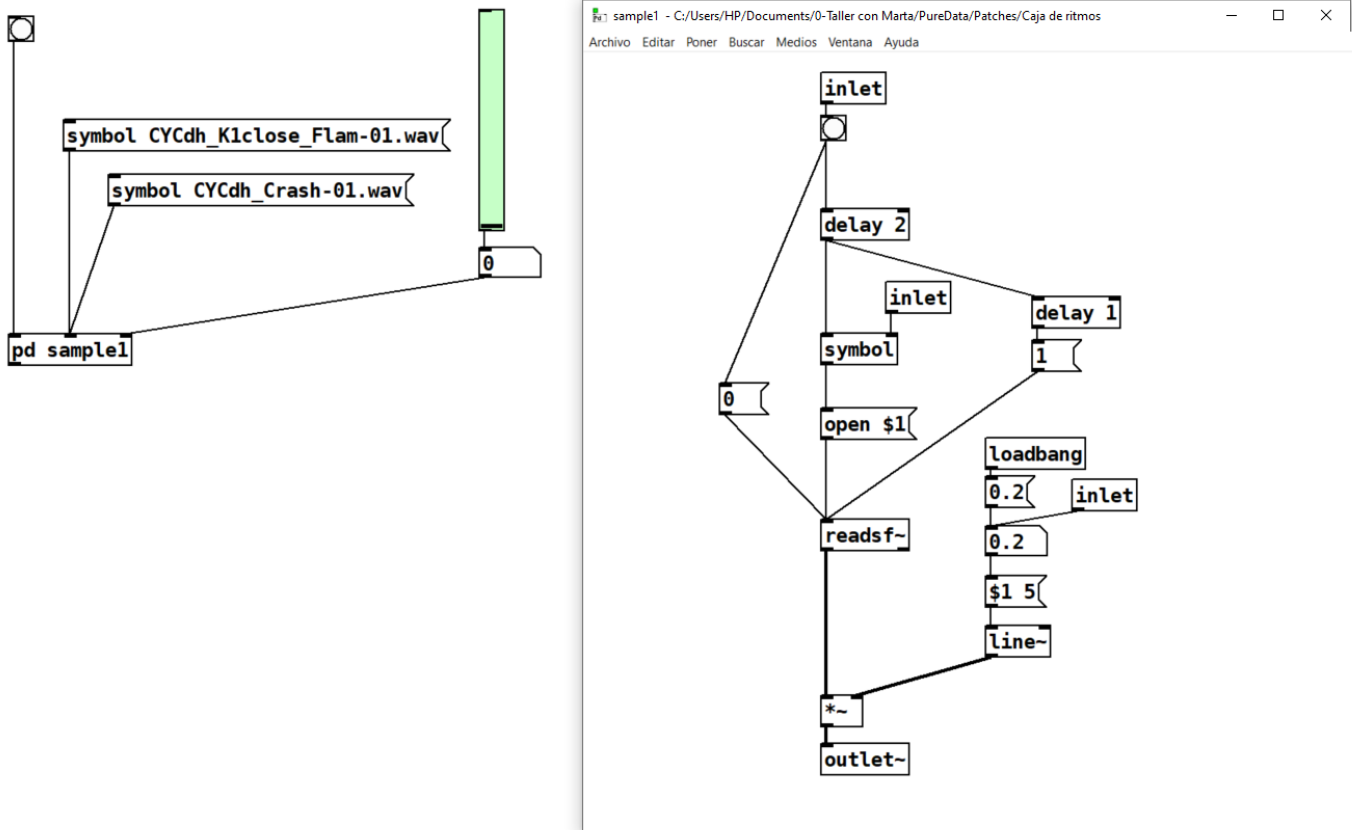 symbol CYCdh_K1close_Flam-01.wav
symbol CYCdh_Crash-01.wav
0
pd sample1
sample1 - C:/Users/HP/Documents/0-Taller con Marta/PureData/Patches/Caja de ritmos
Archivo Editar Poner Buscar Medios Ventana Ayuda
inlet
delay 2
inlet
delay 1
symbol
1
0
open $1
loadbang
0.2
inlet
readsf~
0.2
$1 5
line~
*~
outlet~